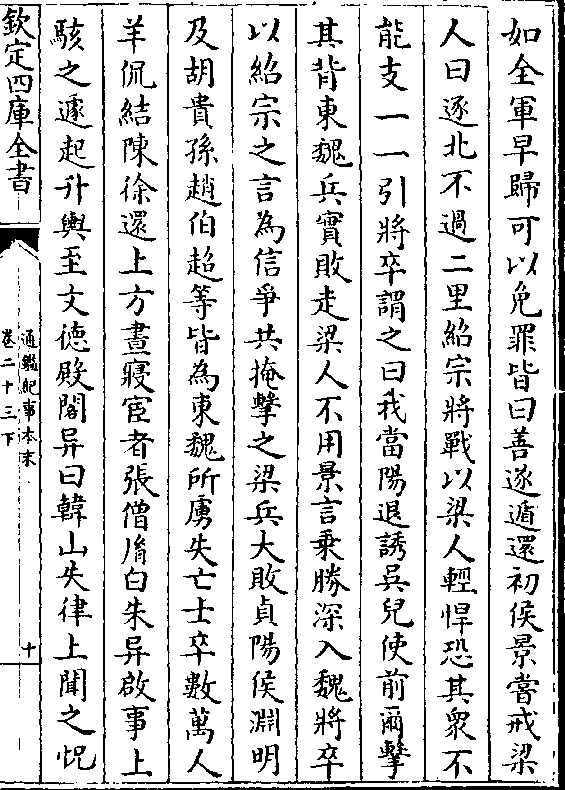 如全軍早歸可以免罪皆曰善遂遁還初侯景嘗戒梁
人曰逐北不過二里紹宗將戰以梁人輕悍恐其衆不
能支一一引將卒謂之曰我當陽退誘吳兒使前爾擊
其背東魏兵實敗走梁人不用景言乗勝深入魏將卒
以紹宗之言為信爭共掩擊之梁兵大敗貞陽侯淵明
及胡貴孫趙伯超等皆為東魏所虜失亡士卒數萬人
羊侃結陳徐還上方晝寢宦者張僧𦙍白朱异啟事上
駭之遽起升輿至文德殿閣异曰韓山失律上聞之怳
欽定四庫全書
通鑑紀事本末
卷二十三下
十